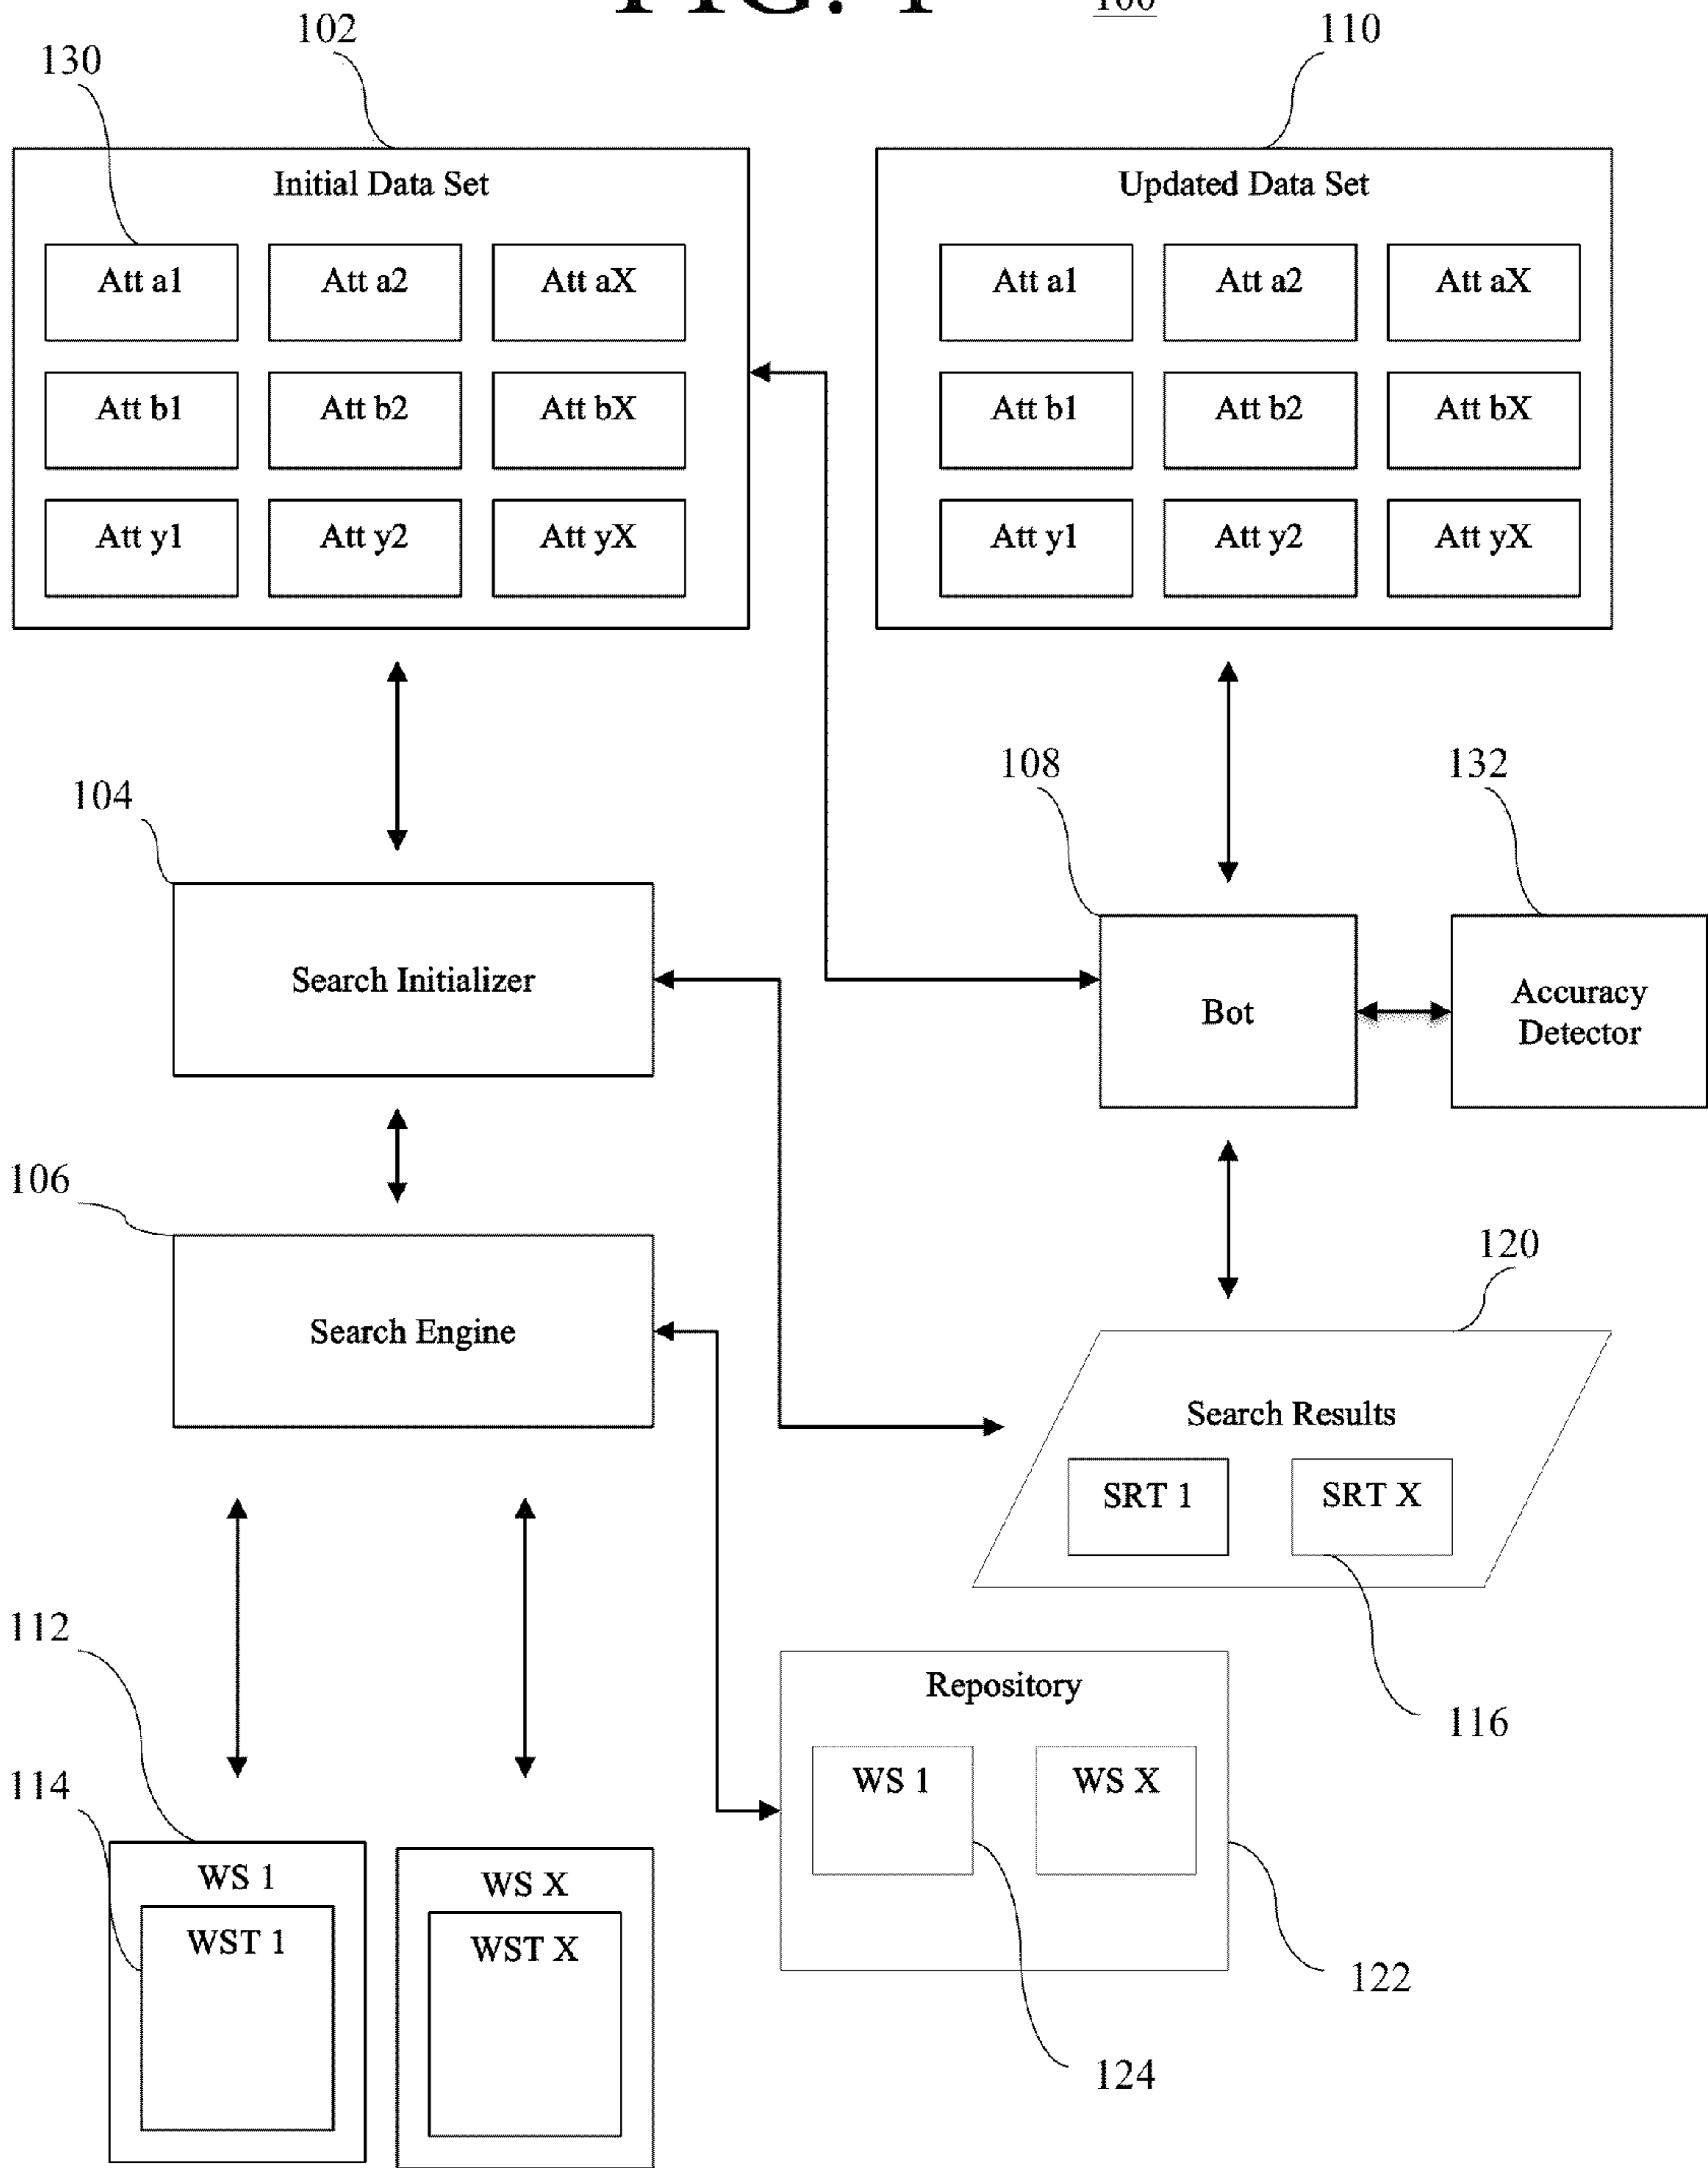 FIG. 1
100
102
110
130
Initial Data Set
Updated Data Set
Att a1
Att a2
Att aX
Att a1
Att a2
Att aX
Att b1
Att b2
Att bX
Att b1
Att b2
Att bX
Att y1
Att y2
Att yX
Att y1
Att y2
Att yX
108
132
104
Search Initializer
Bot
Accuracy
Detector
106
120
Search Engine
Search Results
SRT 1
SRT X
112
116
Repository
114
WS 1
WS X
WS 1
WS X
WST 1
WST X
122
124